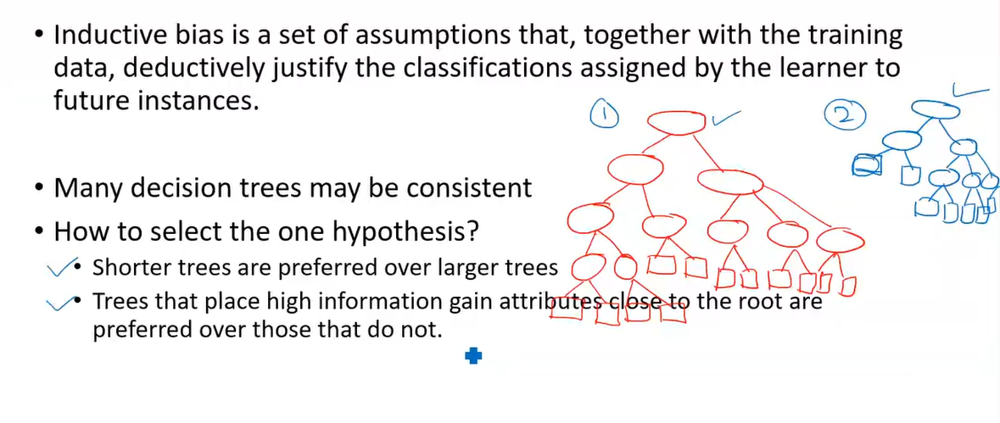 • Inductive bias is a set of assumptions that, together with the training
data, deductively justify the classifications assigned by the learner to
future instances.
1
2
• Many decision trees may be consistent
• How to select the one hypothesis?
• Shorter trees are preferred over larger trees
• Trees that place high information gain attributes close to the root are
preferred over those that do not.